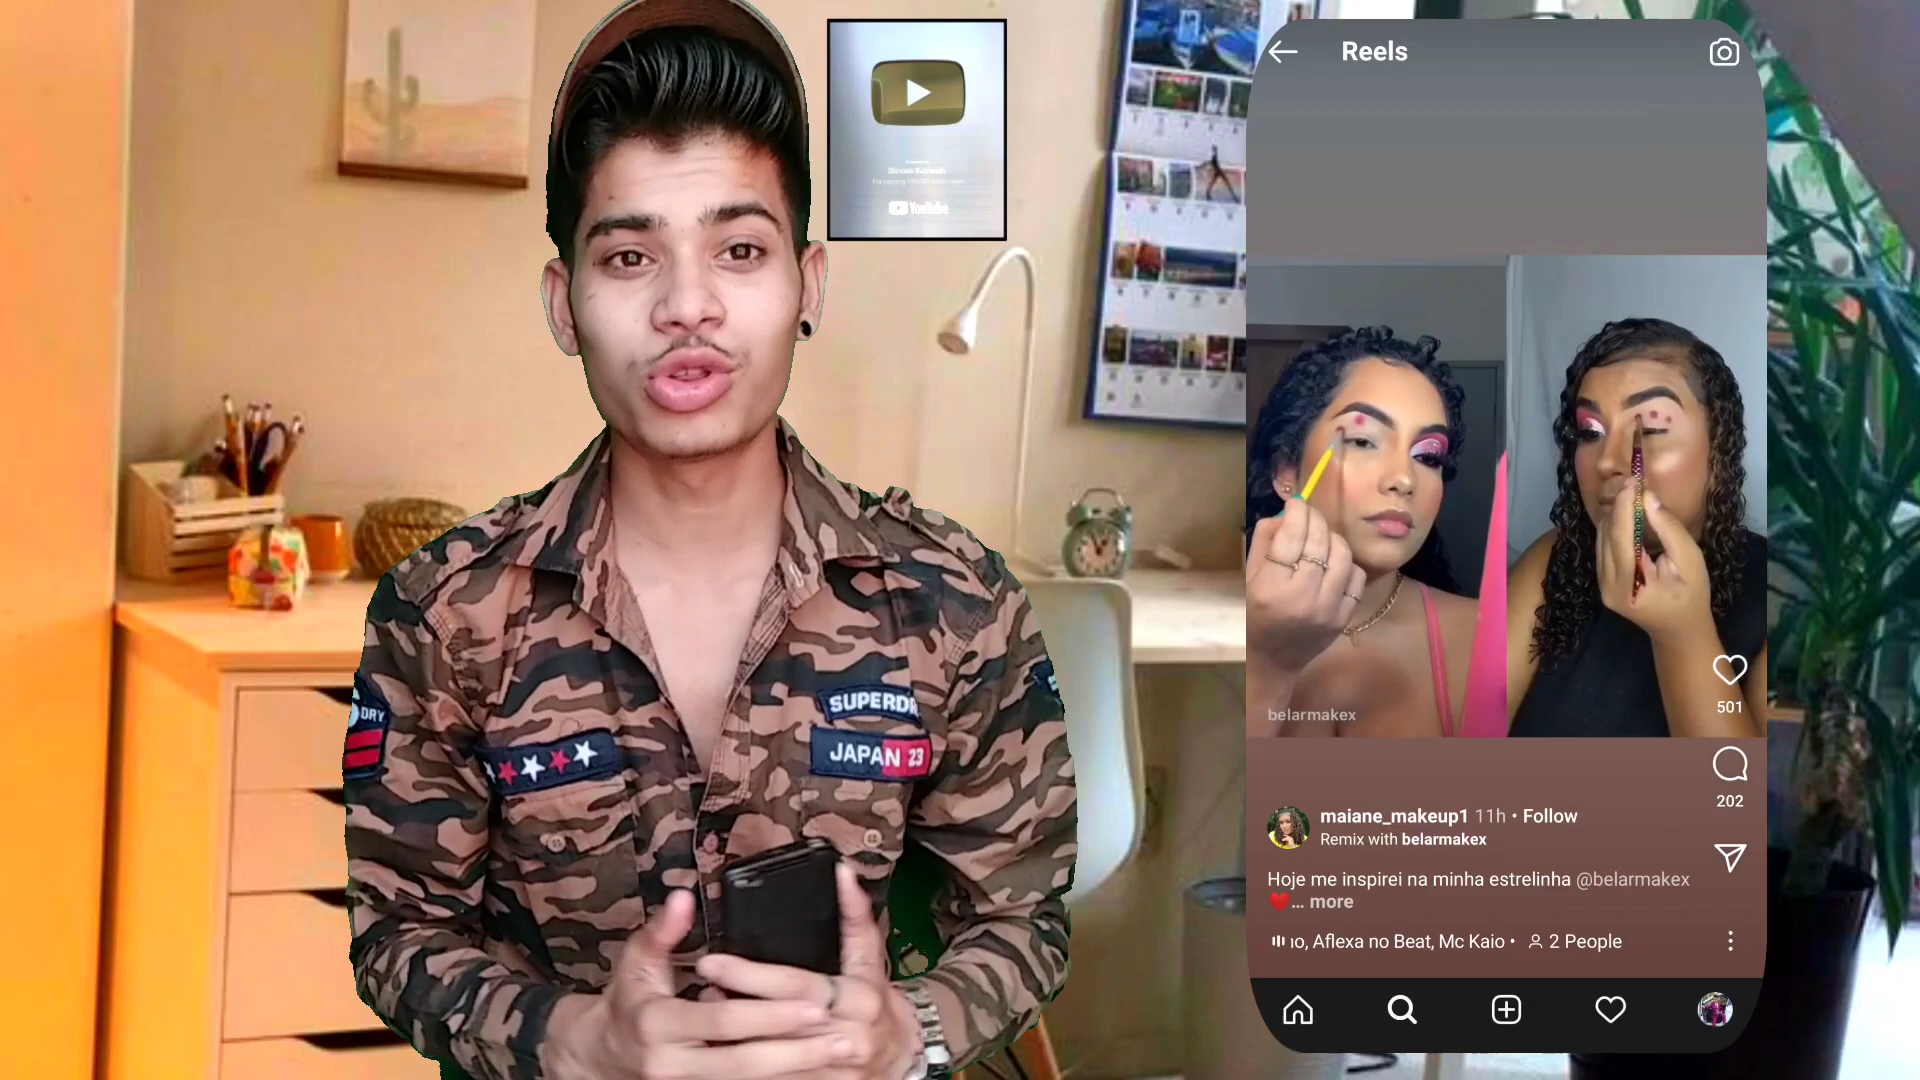 YouTube
DRY
SUPERD
JAPAN 23
Reels
belarmakex
501
202
maiane_makeup1 11h • Follow
Remix with belarmakex
Hoje me inspirei na minha estrelinha @belarmakex
❤️... more
10, Aflexa no Beat, Mc Kaio • 2 People